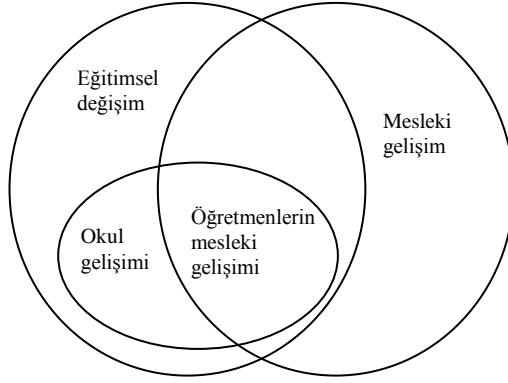 Eğitimsel
değişim
Mesleki
gelişim
Okul
gelişimi
Öğretmenlerin
mesleki
gelişimi